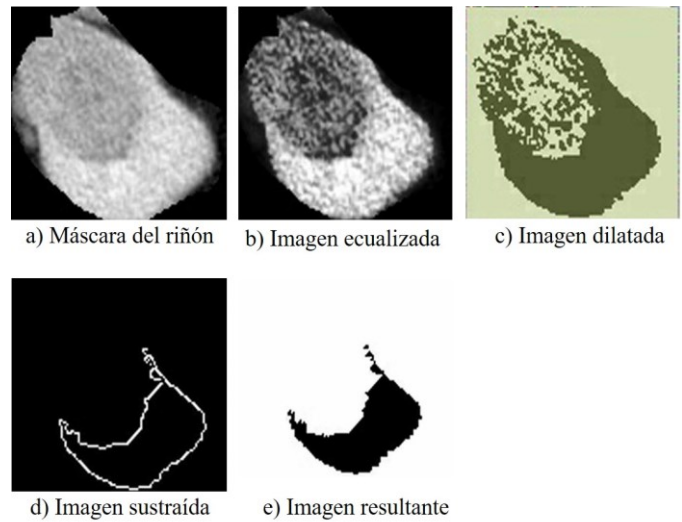 a) Máscara del riñón
b) Imagen ecualizada
c) Imagen dilatada
d) Imagen sustraída
e) Imagen resultante